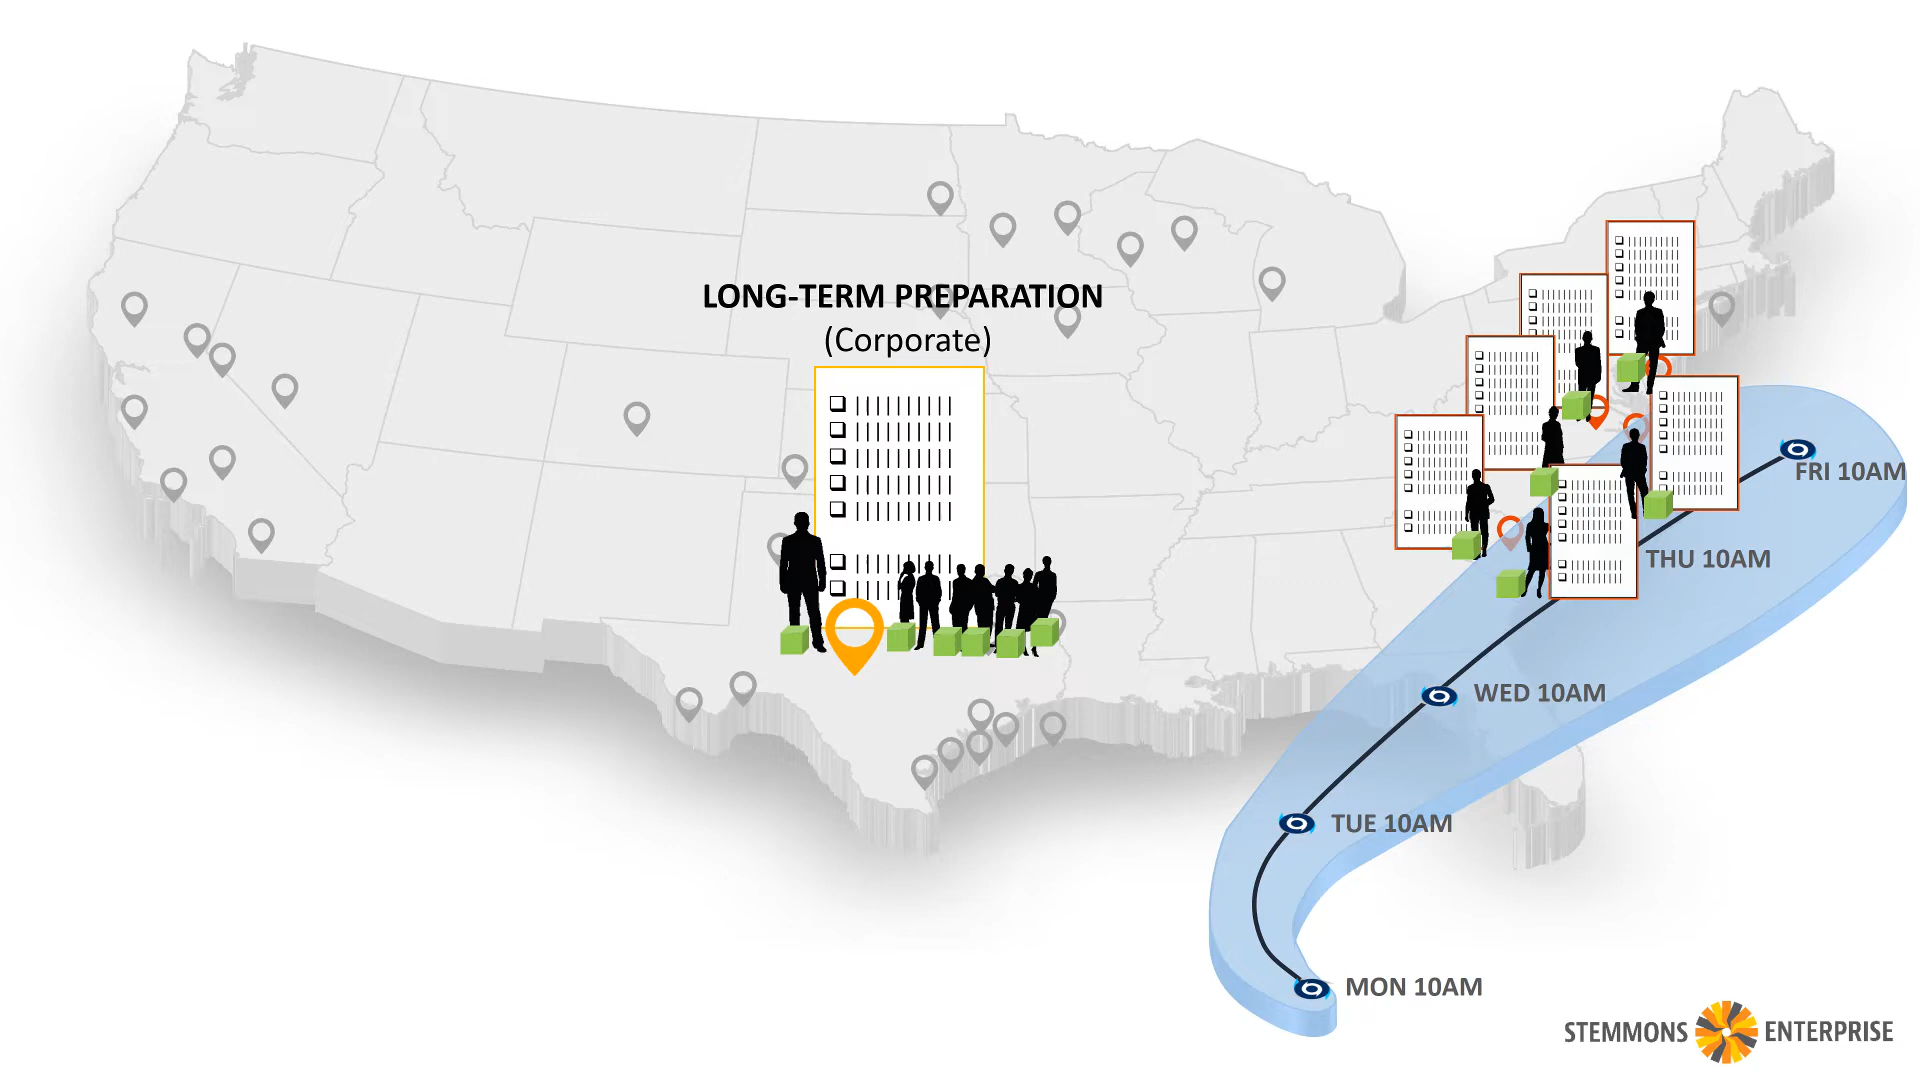 LONG-TERM PREPARATION
(Corporate)
FRI 10AM
THU 10AM
WED 10AM
TUE 10AM
MON 10AM
STEMMONS ENTERPRISE